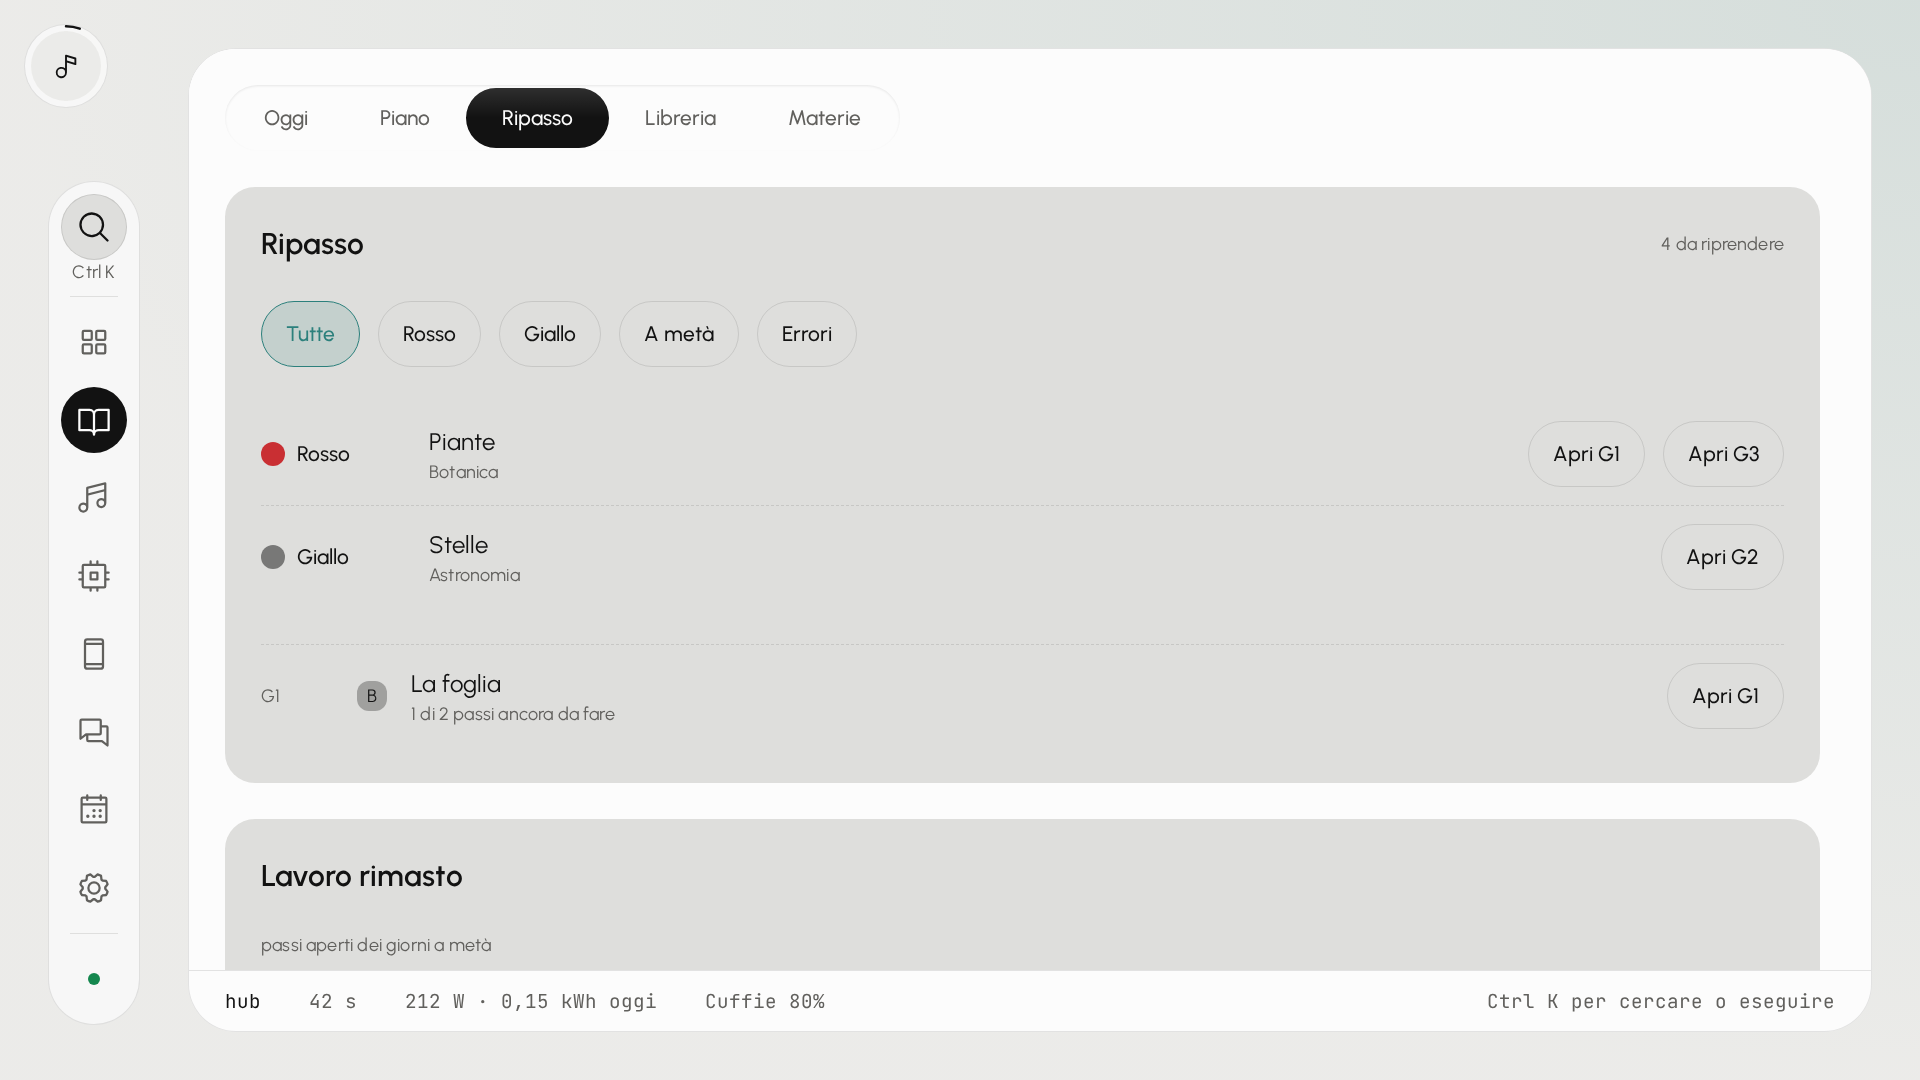 Oggi Piano Ripasso Libreria Materie
Ctrl K
Ripasso
4 da riprendere
Tutte Rosso Giallo A metà Errori
Rosso Piante Apri G1 Apri G3
Botanica
Giallo Stelle Apri G2
Astronomia
G1 B La foglia Apri G1
1 di 2 passi ancora da fare
Lavoro rimasto
passi aperti dei giorni a metà
hub 42 s 212 W · 0,15 kWh oggi Cuffie 80% Ctrl K per cercare o eseguire